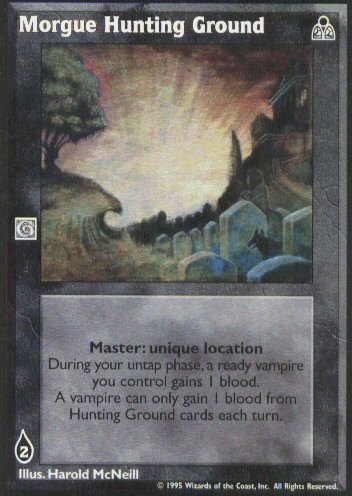 Morgue Hunting Ground
Master: unique location
During your untap phase, a ready vampire
you control gains 1 blood.
A vampire can only gain 1 blood from
Hunting Ground cards each turn.
2
Illus. Harold McNeill
© 1995 Wizards of the Coast, Inc. All Rights Reserved.